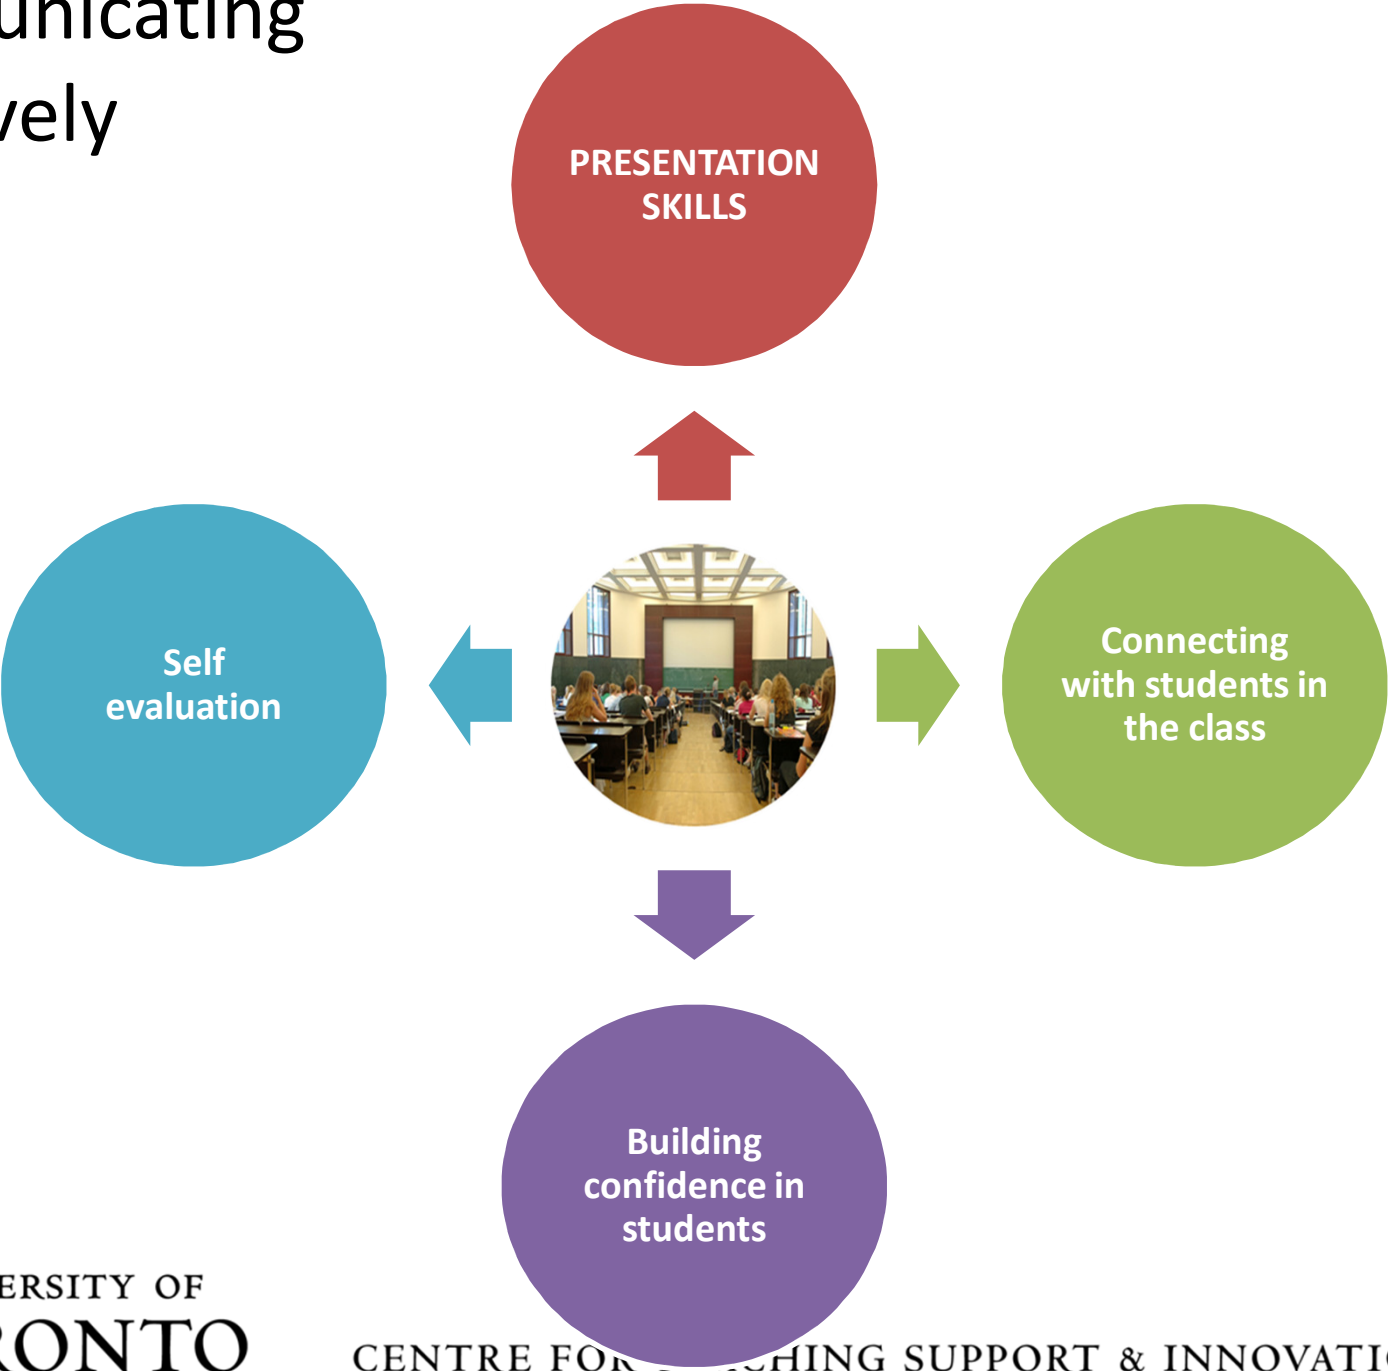 unicating
vely
PRESENTATION
SKILLS
Self
evaluation
Connecting
with students in
the class
Building
confidence in
students
ERSITY OF
RONTO
CENTRE FOR HING SUPPORT & INNOVATI